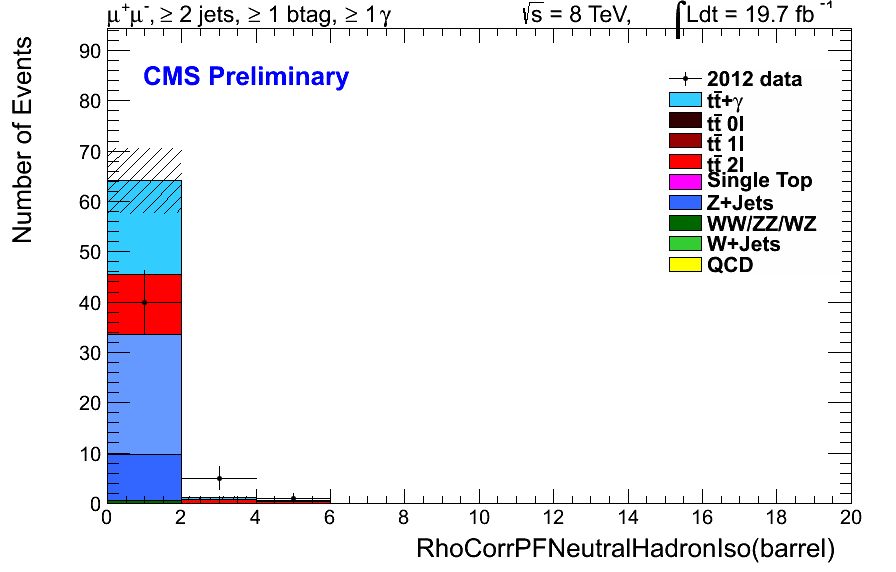 μ⁺μ⁻, ≥ 2 jets, ≥ 1 btag, ≥ 1 γ
√s = 8 TeV, ∫Ldt = 19.7 fb⁻¹
Number of Events
CMS Preliminary
2012 data
tt̄+γ
tt̄ 0l
tt̄ 1l
tt̄ 2l
Single Top
Z+Jets
WW/ZZ/WZ
W+Jets
QCD
90
80
70
60
50
40
30
20
10
0
0 2 4 6 8 10 12 14 16 18 20
RhoCorrPFNeutralHadronIso(barrel)